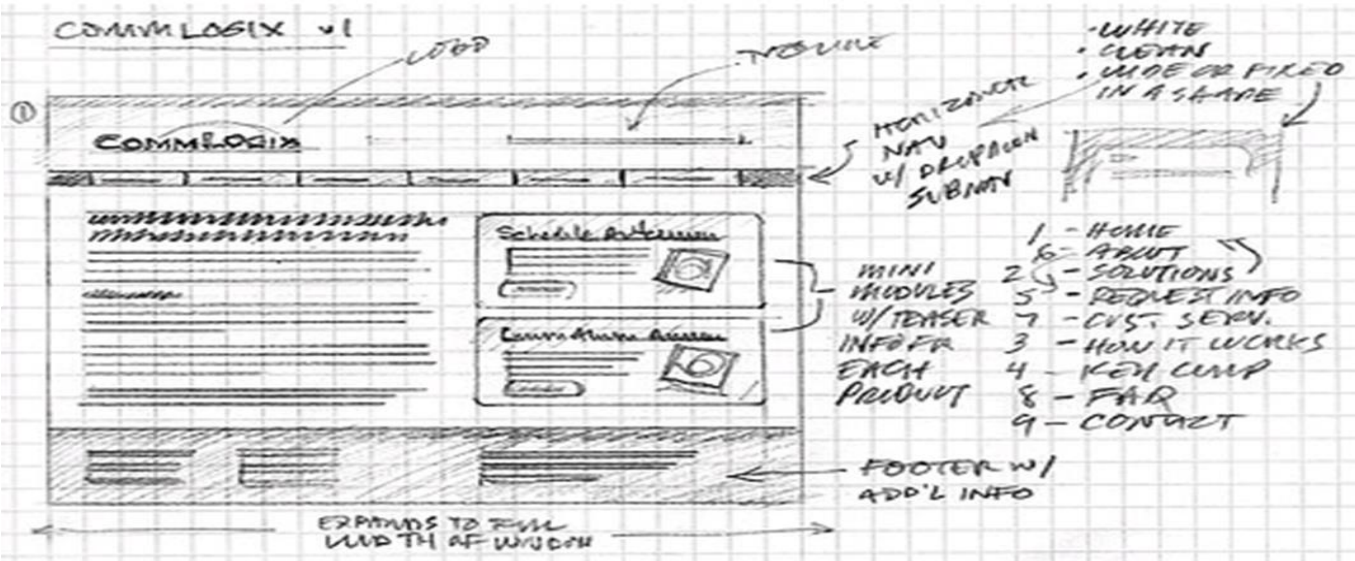 COMMLOGIX v1
LOGO
TAGLINE
- WHITE
• CLEAN
• WIDE OR FIXED
IN A SHAPE
①
COMMLOGIX
HORIZONTAL
NAV
W/ DROPDOWN
SUBNAV
Schedule
1 - HOME
6 - ABOUT
2 - SOLUTIONS
5 - REQUEST INFO
7 - CUST. SERV.
3 - HOW IT WORKS
4 - KEY COMP
8 - FAQ
9 - CONTACT
MINI
MODULES
W/ TEASER
INFO FR
EACH
PRODUCT
FOOTER W/
ADD'L INFO
EXPANDS TO FULL
WIDTH OF WINDOW